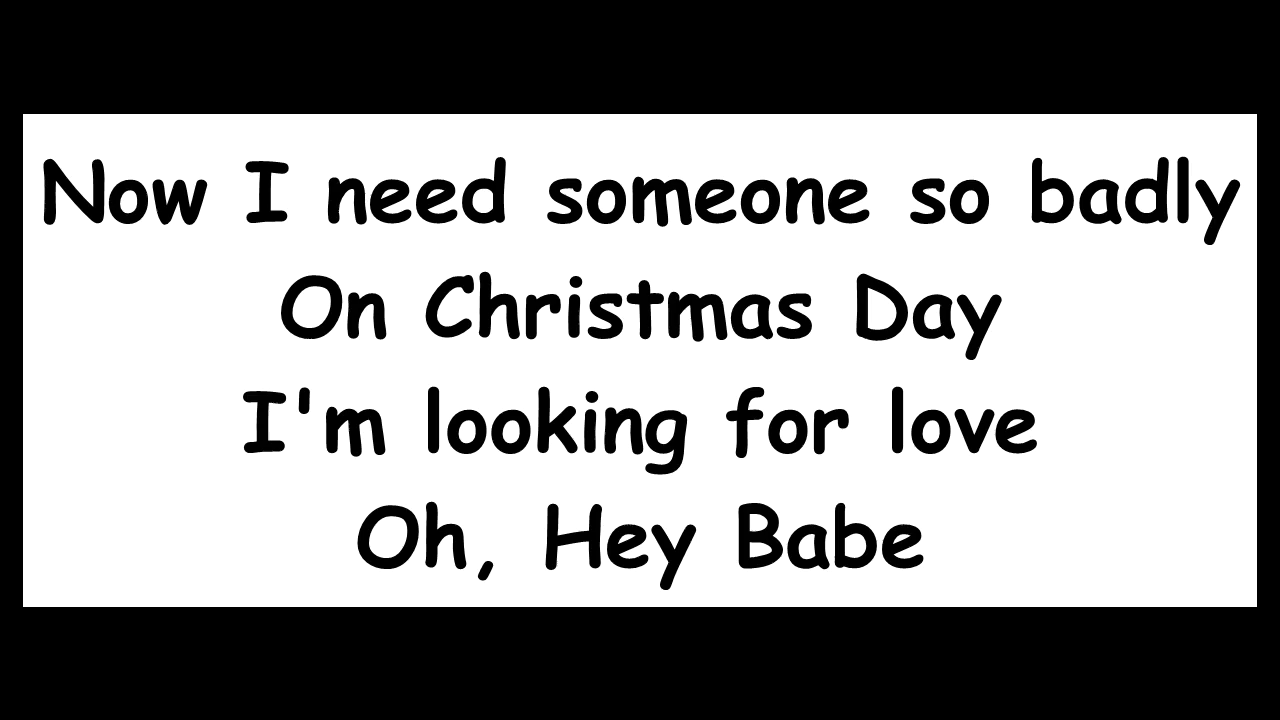 Now I need someone so badly
On Christmas Day
I'm looking for love
Oh, Hey Babe